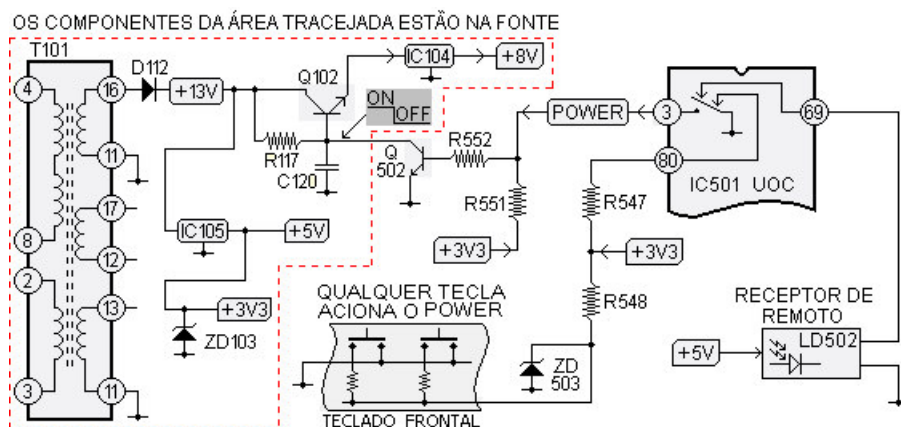 OS COMPONENTES DA ÁREA TRACEJADA ESTÃO NA FONTE
T101
4
16
D112
+13V
Q102
IC104
+8V
ON
OFF
R117
C120
11
17
8
12
2
13
3
11
IC105
+5V
+3V3
ZD103
Q
502
R552
POWER
3
69
80
IC501 UOC
R551
+3V3
R547
+3V3
R548
QUALQUER TECLA
ACIONA O POWER
ZD
503
TECLADO FRONTAL
RECEPTOR DE
REMOTO
+5V
LD502